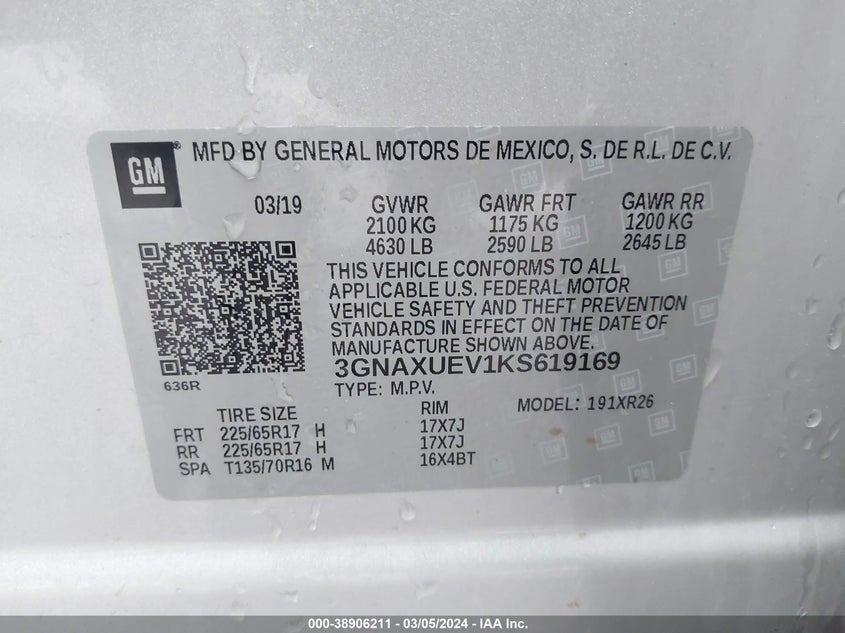 GM ® MFD BY GENERAL MOTORS DE MEXICO, S. DE R.L. DE C.V.
03/19 GVWR GAWR FRT GAWR RR
2100 KG 1175 KG 1200 KG
4630 LB 2590 LB 2645 LB
THIS VEHICLE CONFORMS TO ALL
APPLICABLE U.S. FEDERAL MOTOR
VEHICLE SAFETY AND THEFT PREVENTION
STANDARDS IN EFFECT ON THE DATE OF
MANUFACTURE SHOWN ABOVE.
3GNAXUEV1KS619169
636R
TYPE: M.P.V.
TIRE SIZE RIM MODEL: 191XR26
FRT 225/65R17 H 17X7J
RR 225/65R17 H 17X7J
SPA T135/70R16 M 16X4BT
000-38906211 - 03/05/2024 - EV1 IAA Inc.